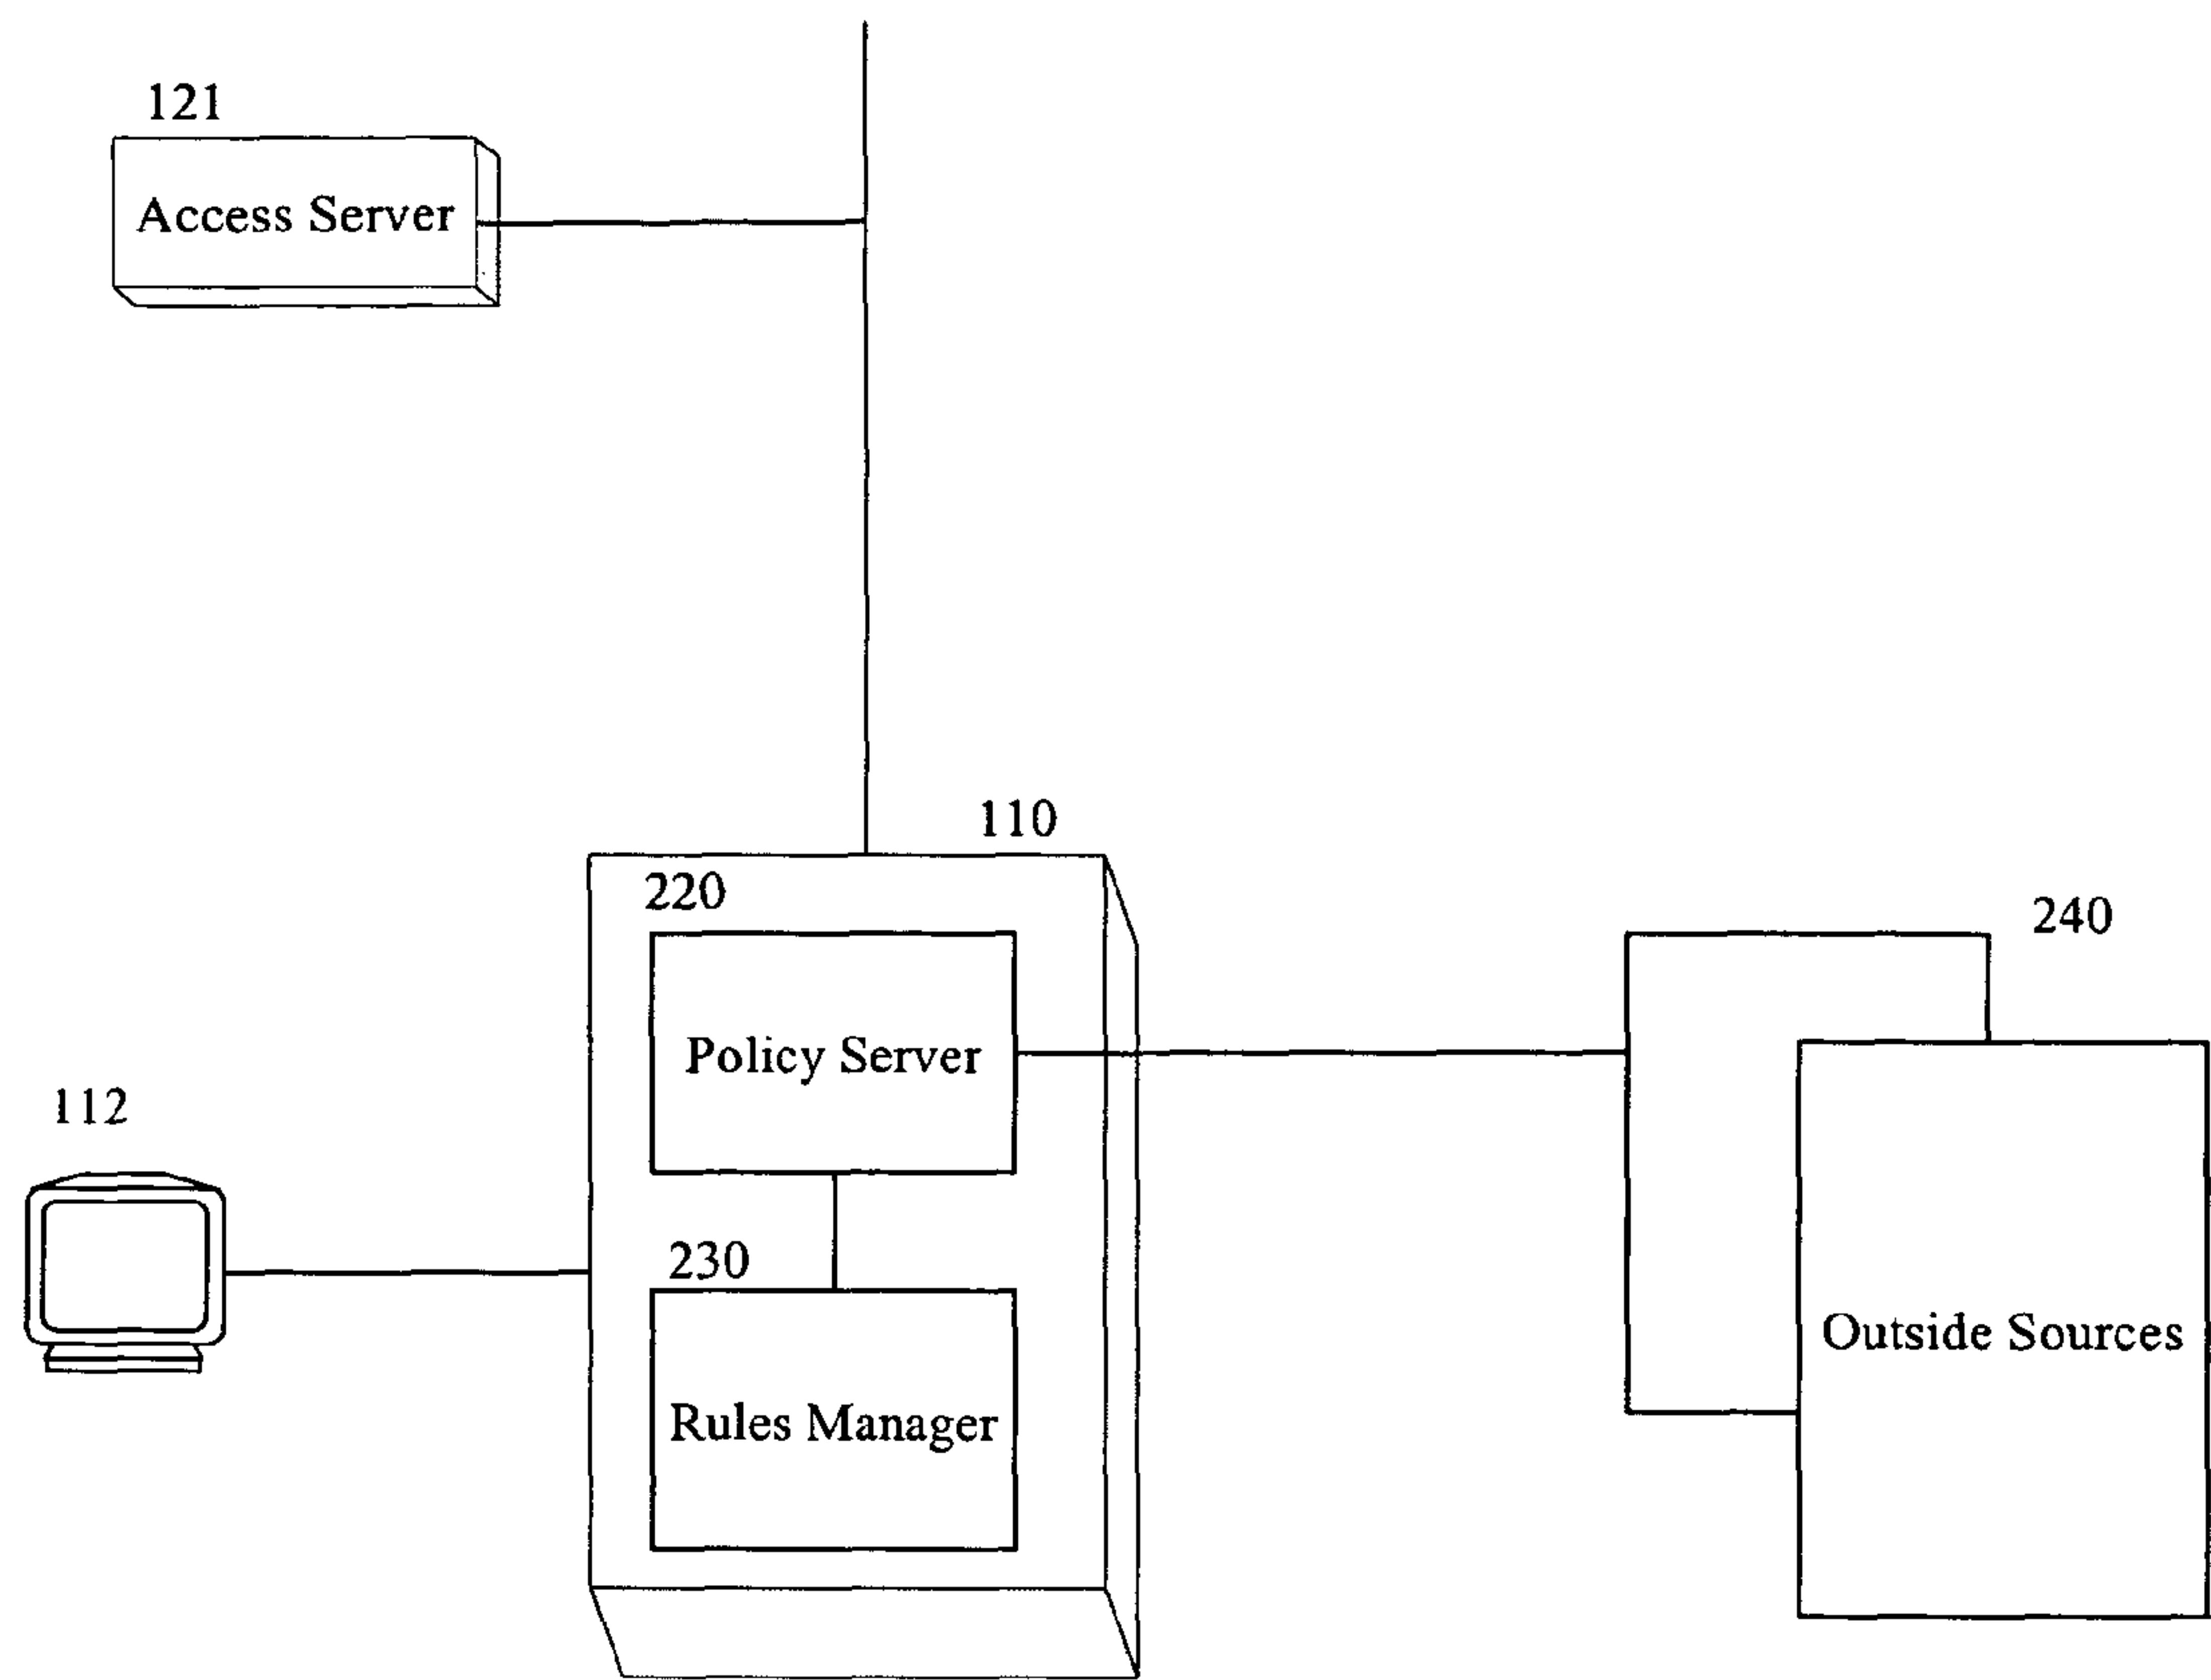 121
Access Server
110
220
240
Policy Server
112
230
Outside Sources
Rules Manager